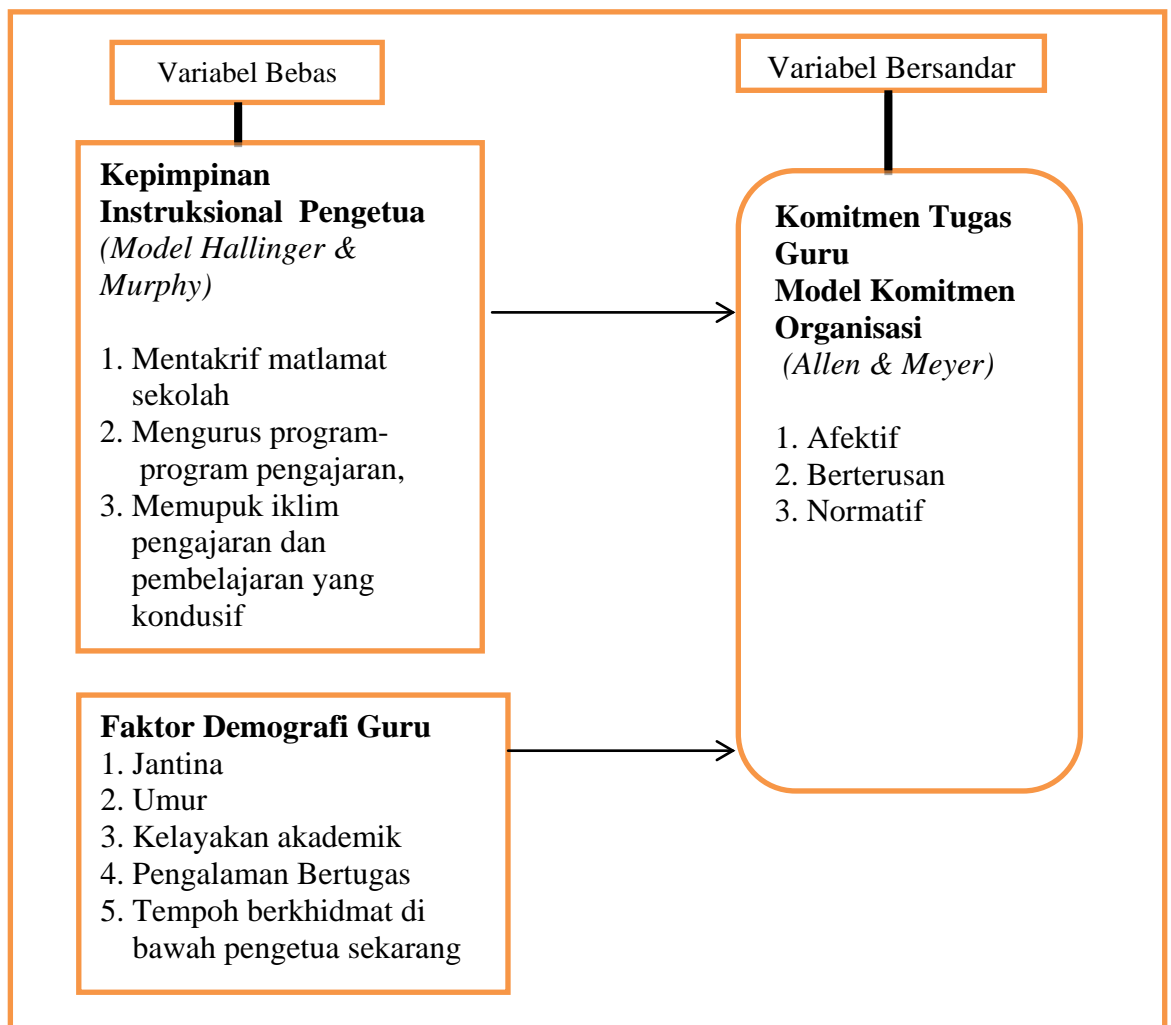 Variabel Bebas
Kepimpinan
Instruksional Pengetua
(Model Hallinger &
Murphy)
1. Mentakrif matlamat
sekolah
2. Mengurus program-
program pengajaran,
3. Memupuk iklim
pengajaran dan
pembelajaran yang
kondusif
Faktor Demografi Guru
1. Jantina
2. Umur
3. Kelayakan akademik
4. Pengalaman Bertugas
5. Tempoh berkhidmat di
bawah pengetua sekarang
Variabel Bersandar
Komitmen Tugas
Guru
Model Komitmen
Organisasi
(Allen & Meyer)
1. Afektif
2. Berterusan
3. Normatif